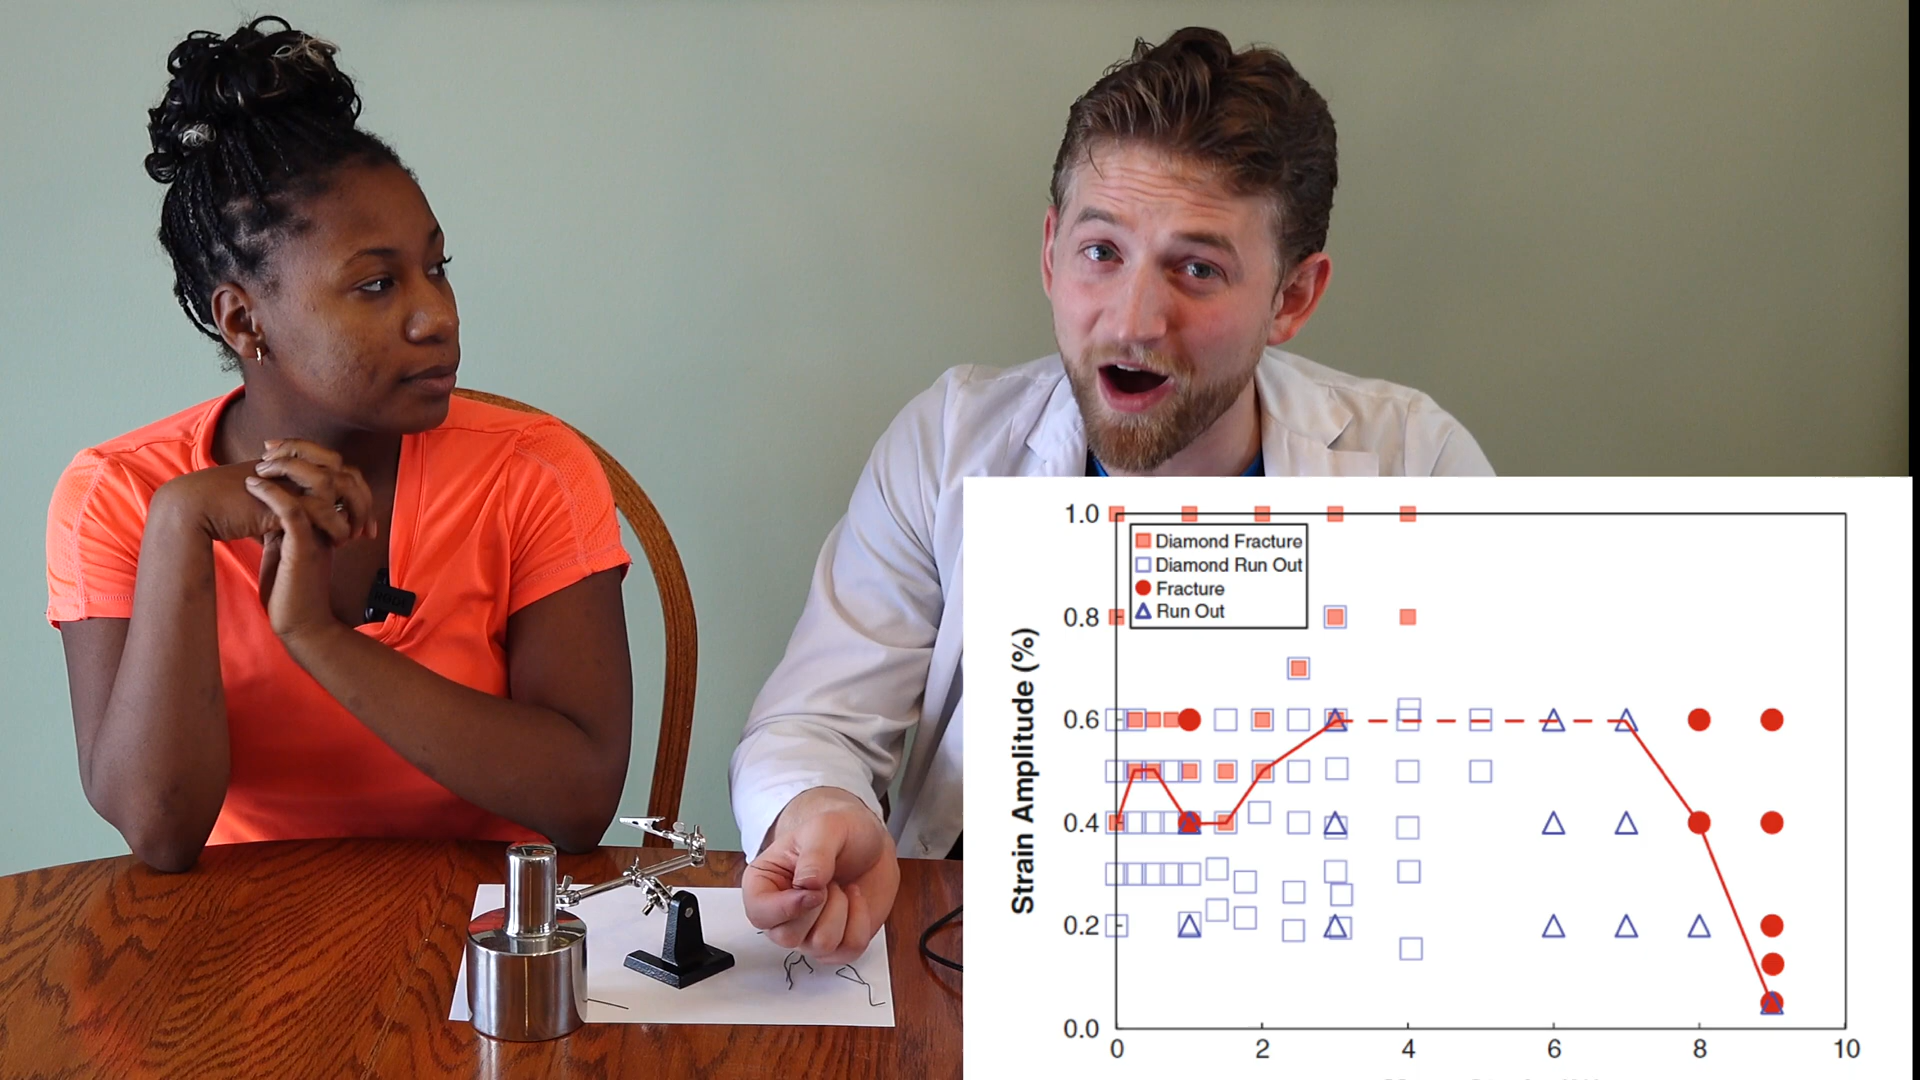 1.0
Diamond Fracture
Diamond Run Out
Fracture
Run Out
0.8
0.6
0.4
0.2
0.0
Strain Amplitude (%)
0 2 4 6 8 10